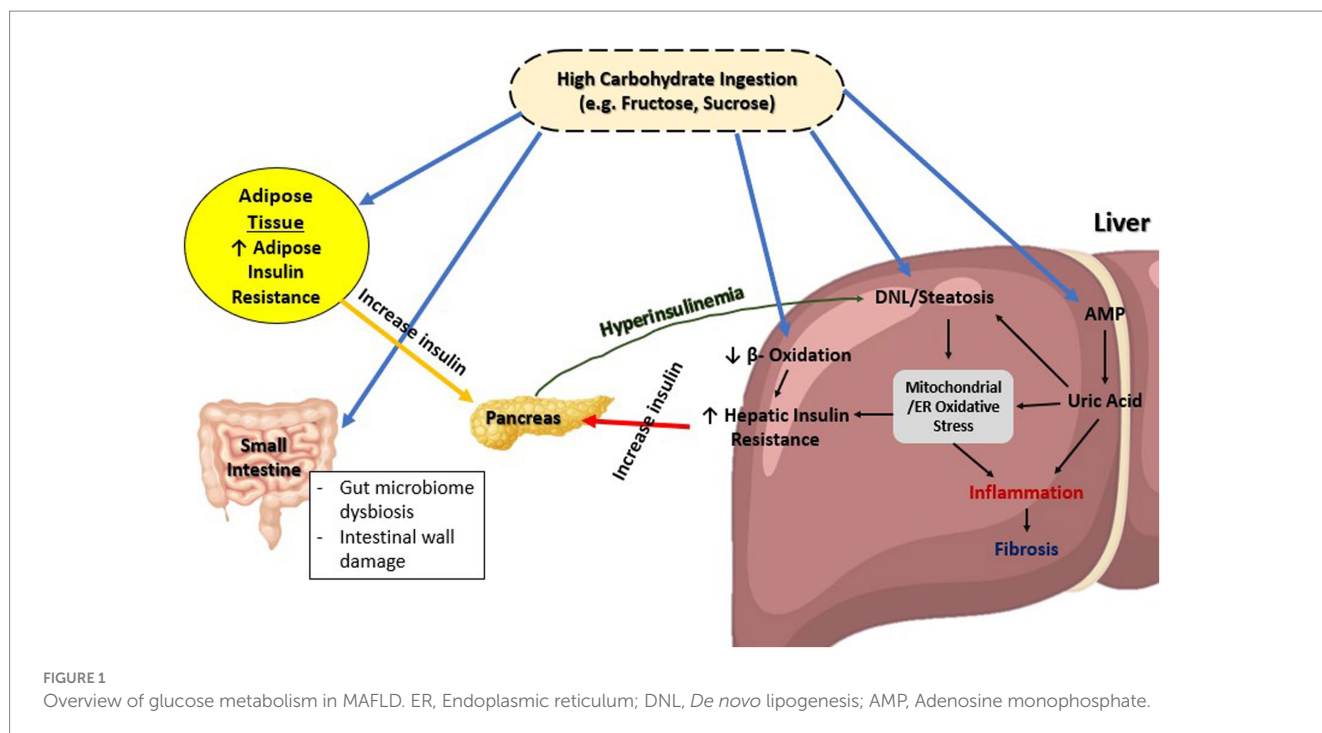 High Carbohydrate Ingestion
(e.g. Fructose, Sucrose)
Adipose
Tissue
↑ Adipose
Insulin
Resistance
Increase insulin
Small
Intestine
- Gut microbiome
dysbiosis
- Intestinal wall
damage
Pancreas
Hyperinsulinemia
Increase insulin
Liver
DNL/Steatosis
AMP
↓ β- Oxidation
Mitochondrial
/ER Oxidative
Stress
Uric Acid
↑ Hepatic Insulin
Resistance
Inflammation
Fibrosis
FIGURE 1
Overview of glucose metabolism in MAFLD. ER, Endoplasmic reticulum; DNL, De novo lipogenesis; AMP, Adenosine monophosphate.